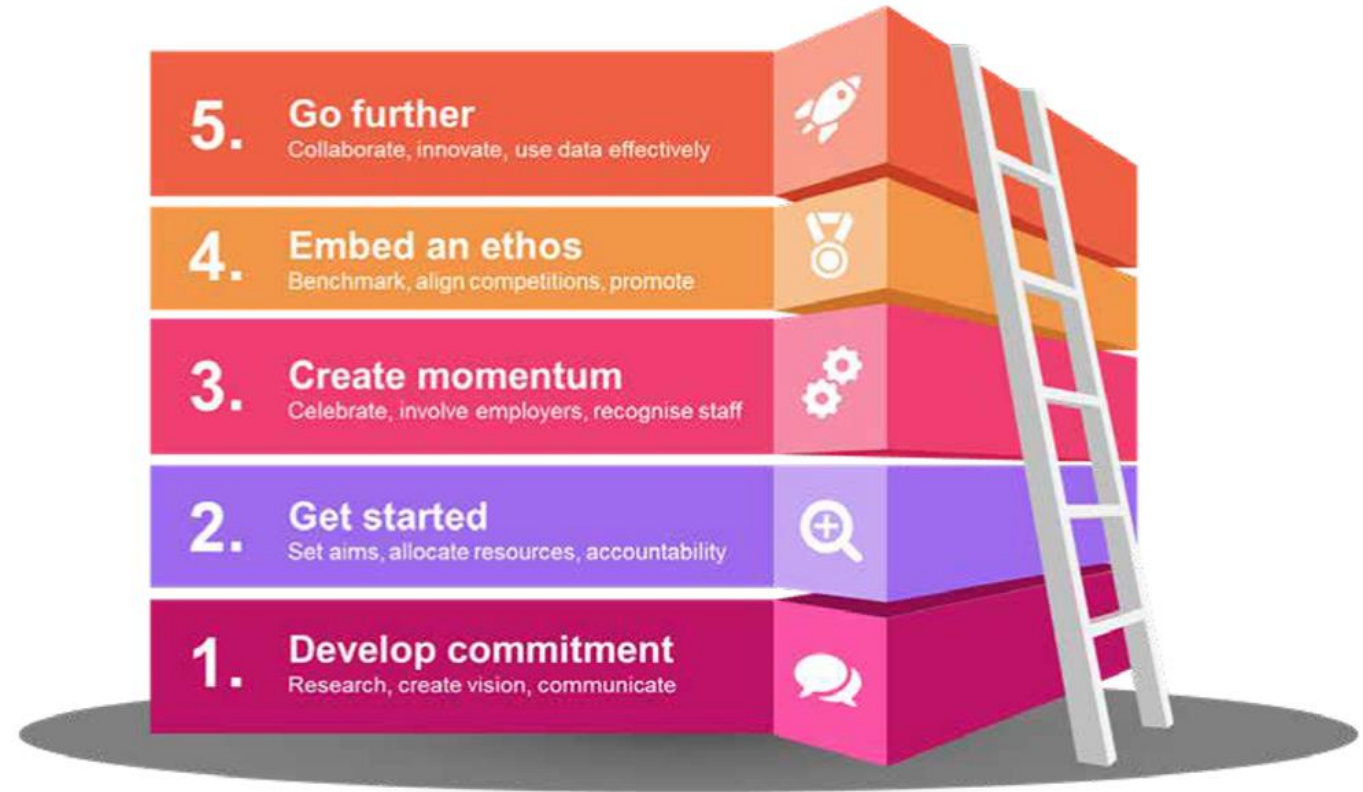 5. Go further
Collaborate, innovate, use data effectively
4. Embed an ethos
Benchmark, align competitions, promote
3. Create momentum
Celebrate, involve employers, recognise staff
2. Get started
Set aims, allocate resources, accountability
1. Develop commitment
Research, create vision, communicate